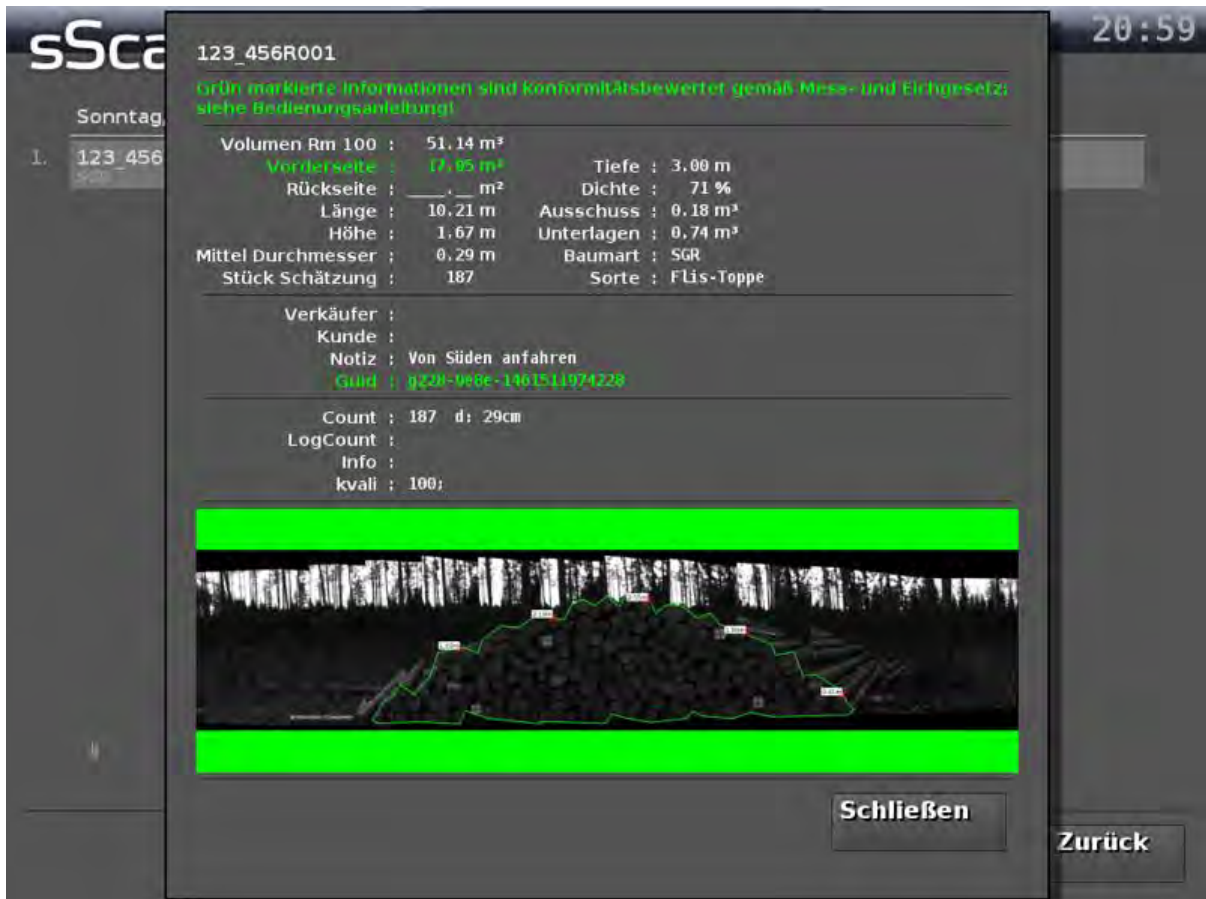 sSca
20:59
Sonntag,
1. 123_456
123_456R001
Grün markierte Informationen sind konformitätsbewertet gemäß Mess- und Eichgesetz;
siehe Bedienungsanleitung!
Volumen Rm 100 : 51.14 m³
Vorderseite : 17.05 m² Tiefe : 3.00 m
Rückseite : ____.__ m² Dichte : 71 %
Länge : 10.21 m Ausschuss : 0.18 m³
Höhe : 1.67 m Unterlagen : 0.74 m³
Mittel Durchmesser : 0.29 m Baumart : SGR
Stück Schätzung : 187 Sorte : Flis-Toppe
Verkäufer :
Kunde :
Notiz : Von Süden anfahren
Guid : g228-9e8e-1461511974228
Count : 187 d: 29cm
LogCount :
Info :
kvali : 100;
Schließen
Zurück